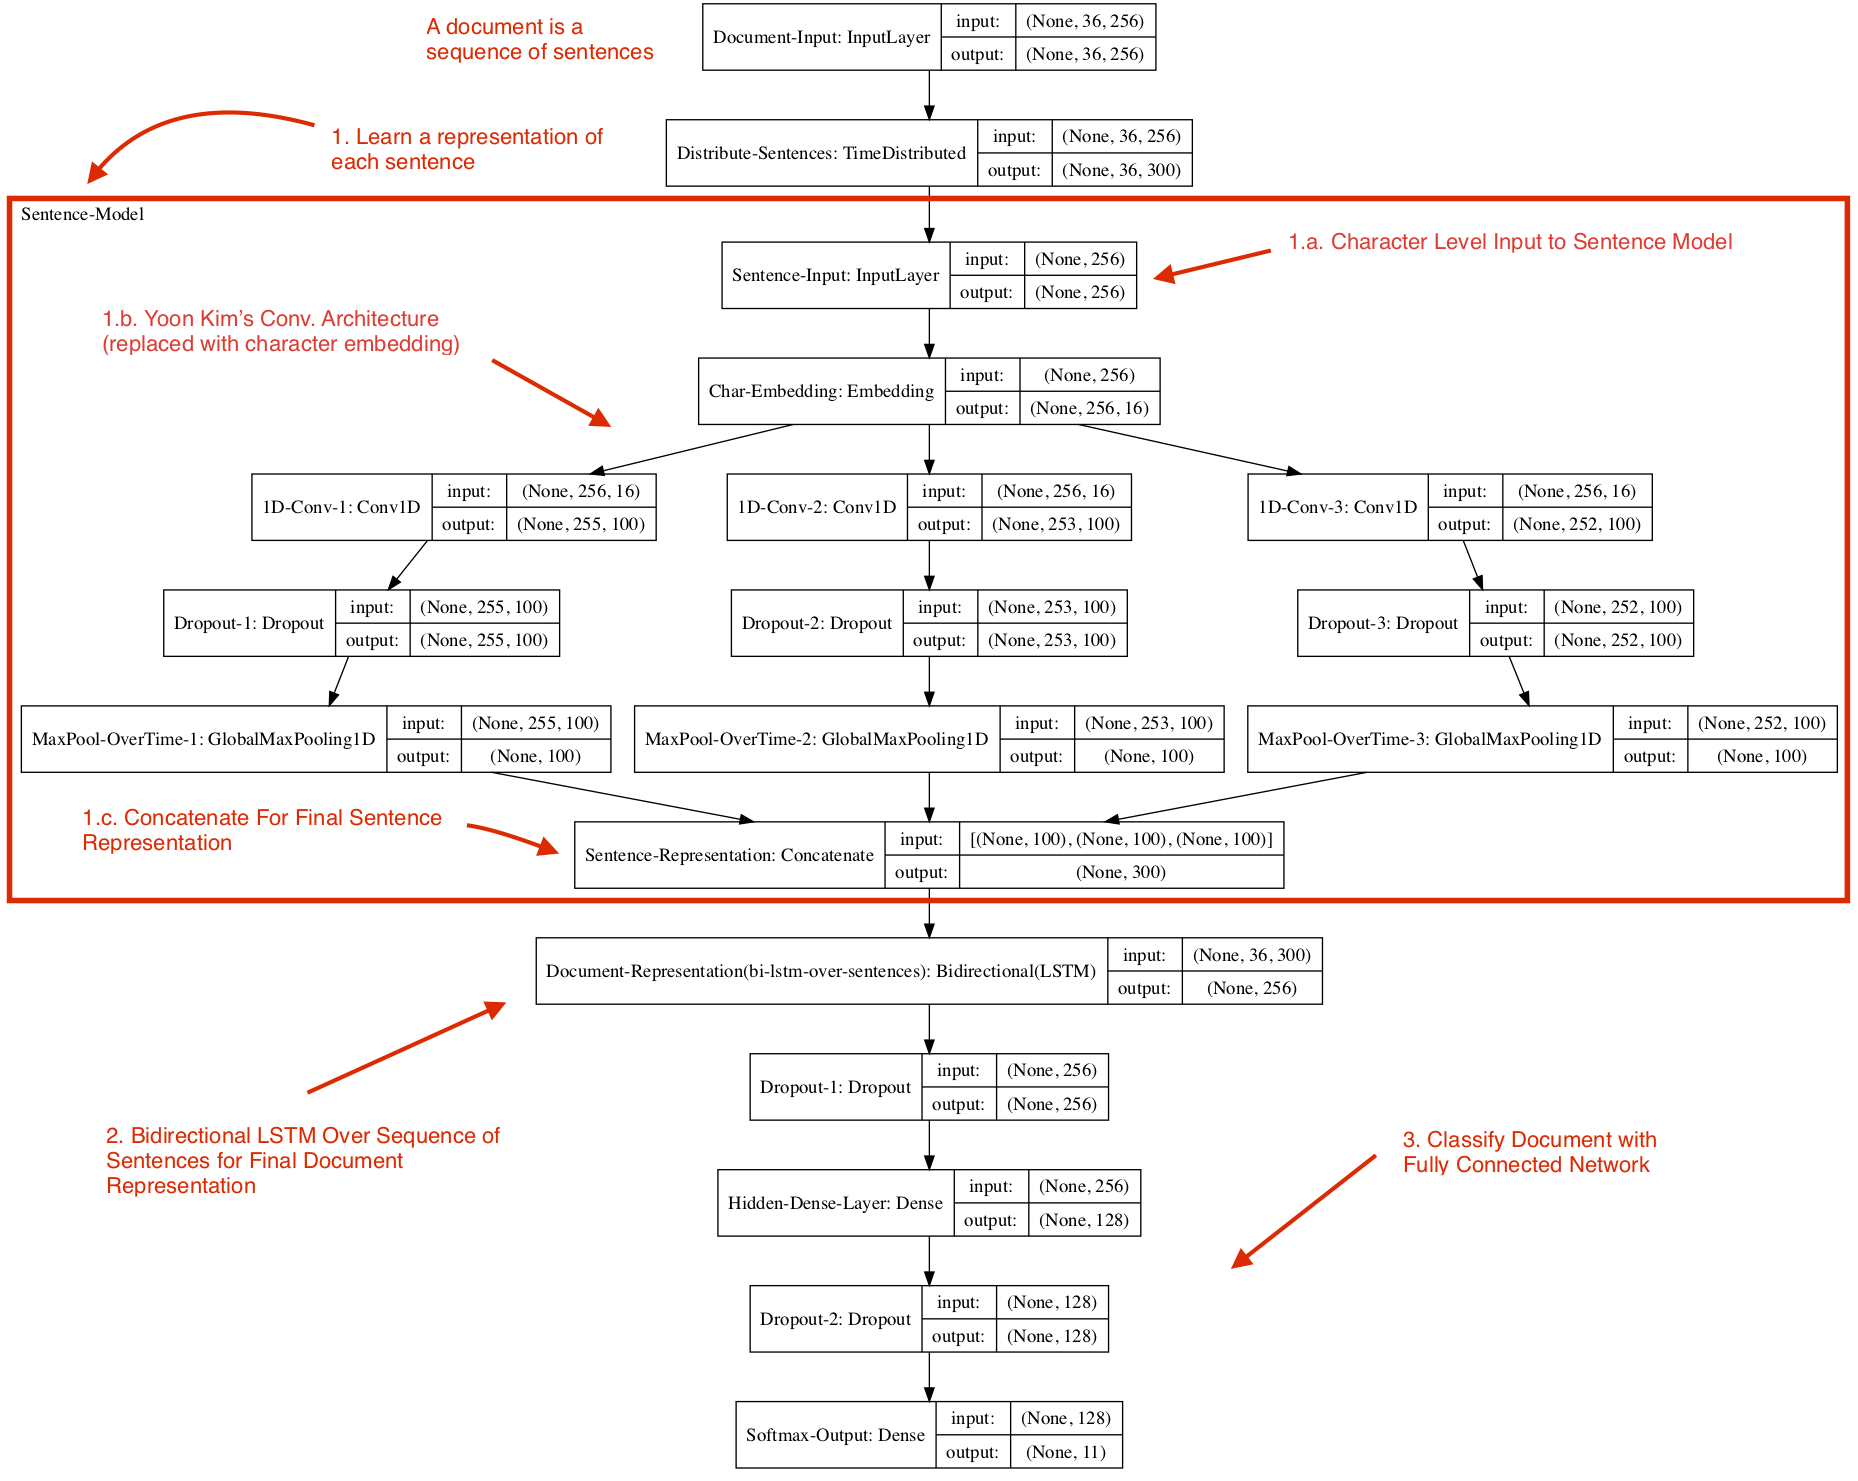 A document is a
sequence of sentences
Document-Input: InputLayer
input: (None, 36, 256)
output: (None, 36, 256)
1. Learn a representation of
each sentence
Distribute-Sentences: TimeDistributed
input: (None, 36, 256)
output: (None, 36, 300)
Sentence-Model
1.a. Character Level Input to Sentence Model
Sentence-Input: InputLayer
input: (None, 256)
output: (None, 256)
1.b. Yoon Kim's Conv. Architecture
(replaced with character embedding)
Char-Embedding: Embedding
input: (None, 256)
output: (None, 256, 16)
1D-Conv-1: Conv1D
input: (None, 256, 16)
output: (None, 255, 100)
1D-Conv-2: Conv1D
input: (None, 256, 16)
output: (None, 253, 100)
1D-Conv-3: Conv1D
input: (None, 256, 16)
output: (None, 252, 100)
Dropout-1: Dropout
input: (None, 255, 100)
output: (None, 255, 100)
Dropout-2: Dropout
input: (None, 253, 100)
output: (None, 253, 100)
Dropout-3: Dropout
input: (None, 252, 100)
output: (None, 252, 100)
MaxPool-OverTime-1: GlobalMaxPooling1D
input: (None, 255, 100)
output: (None, 100)
MaxPool-OverTime-2: GlobalMaxPooling1D
input: (None, 253, 100)
output: (None, 100)
MaxPool-OverTime-3: GlobalMaxPooling1D
input: (None, 252, 100)
output: (None, 100)
1.c. Concatenate For Final Sentence
Representation
Sentence-Representation: Concatenate
input: [(None, 100), (None, 100), (None, 100)]
output: (None, 300)
Document-Representation(bi-lstm-over-sentences): Bidirectional(LSTM)
input: (None, 36, 300)
output: (None, 256)
2. Bidirectional LSTM Over Sequence of
Sentences for Final Document
Representation
Dropout-1: Dropout
input: (None, 256)
output: (None, 256)
3. Classify Document with
Fully Connected Network
Hidden-Dense-Layer: Dense
input: (None, 256)
output: (None, 128)
Dropout-2: Dropout
input: (None, 128)
output: (None, 128)
Softmax-Output: Dense
input: (None, 128)
output: (None, 11)